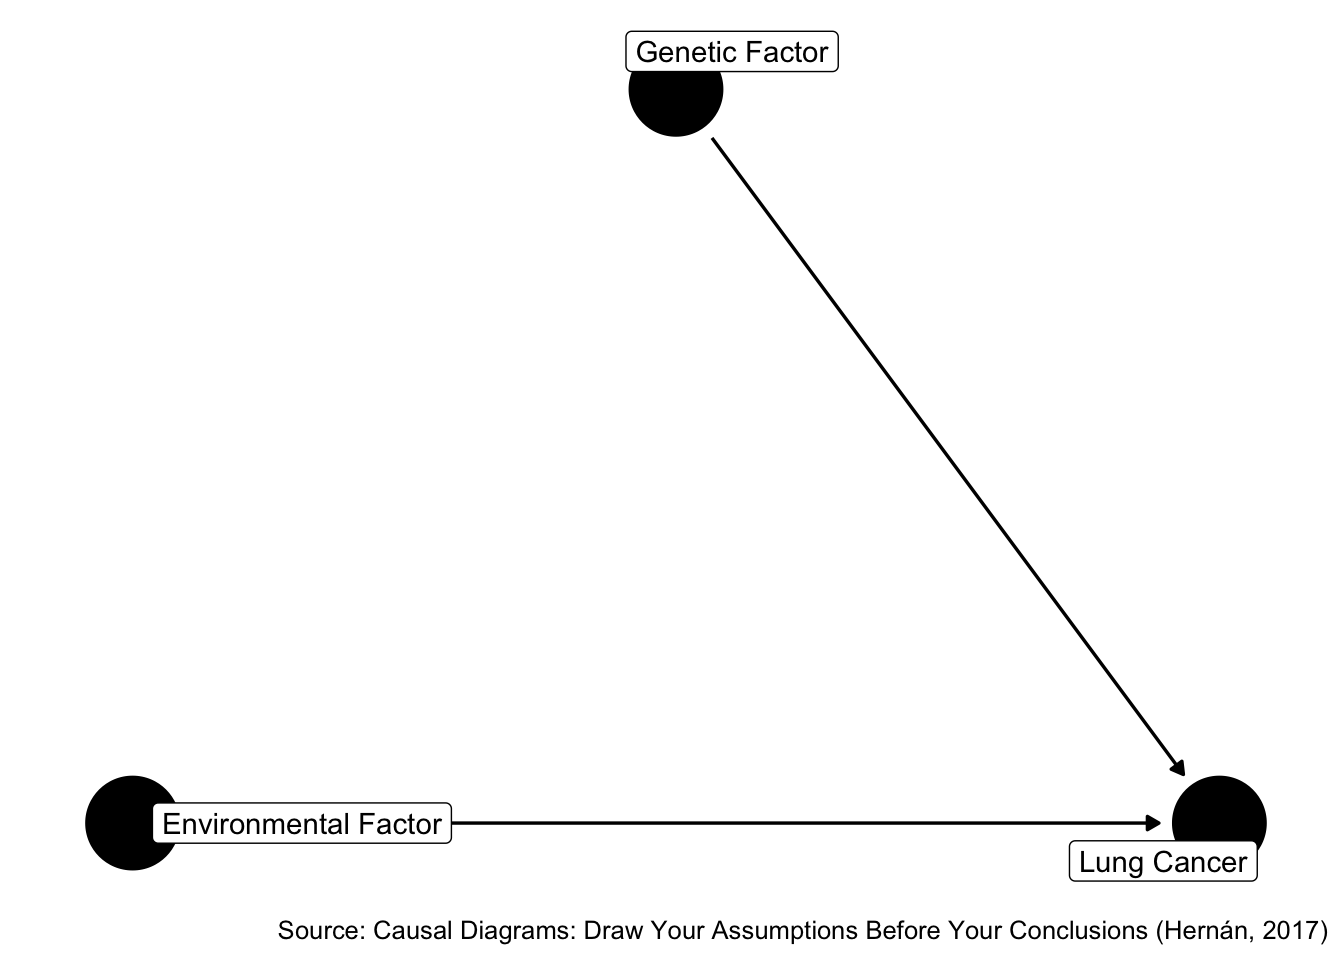 Genetic Factor
Environmental Factor
Lung Cancer
Source: Causal Diagrams: Draw Your Assumptions Before Your Conclusions (Hernán, 2017)